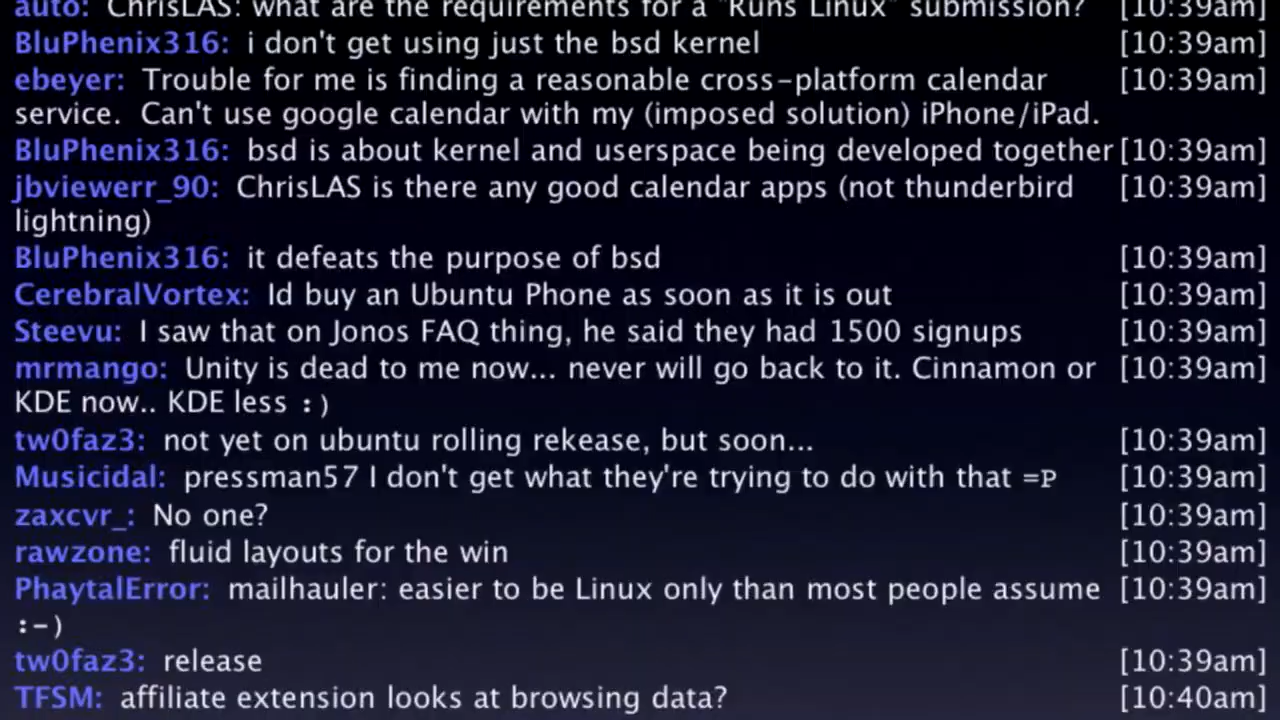 auto: ChrisLAS: what are the requirements for a "Runs Linux" submission? [10:39am]
BluPhenix316: i don't get using just the bsd kernel [10:39am]
ebeyer: Trouble for me is finding a reasonable cross-platform calendar [10:39am]
service. Can't use google calendar with my (imposed solution) iPhone/iPad.
BluPhenix316: bsd is about kernel and userspace being developed together [10:39am]
jbviewerr_90: ChrisLAS is there any good calendar apps (not thunderbird [10:39am]
lightning)
BluPhenix316: it defeats the purpose of bsd [10:39am]
CerebralVortex: Id buy an Ubuntu Phone as soon as it is out [10:39am]
Steevu: I saw that on Jonos FAQ thing, he said they had 1500 signups [10:39am]
mrmango: Unity is dead to me now... never will go back to it. Cinnamon or [10:39am]
KDE now.. KDE less :)
tw0faz3: not yet on ubuntu rolling rekease, but soon... [10:39am]
Musicidal: pressman57 I don't get what they're trying to do with that =P [10:39am]
zaxcvr_: No one? [10:39am]
rawzone: fluid layouts for the win [10:39am]
PhaytalError: mailhauler: easier to be Linux only than most people assume [10:39am]
:-)
tw0faz3: release [10:39am]
TFSM: affiliate extension looks at browsing data? [10:40am]